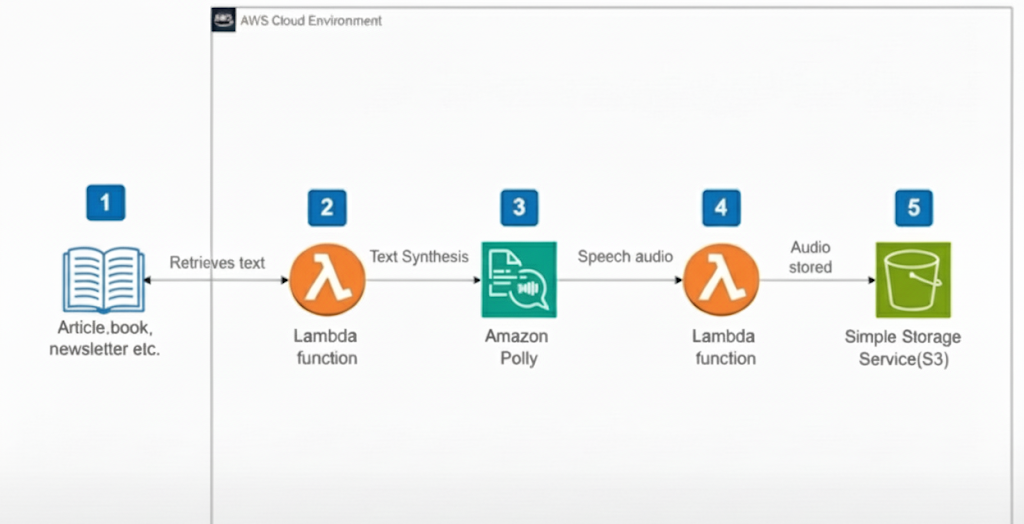 AWS Cloud Environment
1
2
3
4
5
Retrieves text
Text Synthesis
Speech audio
Audio
stored
Article,book,
newsletter etc.
Lambda
function
Amazon
Polly
Lambda
function
Simple Storage
Service(S3)